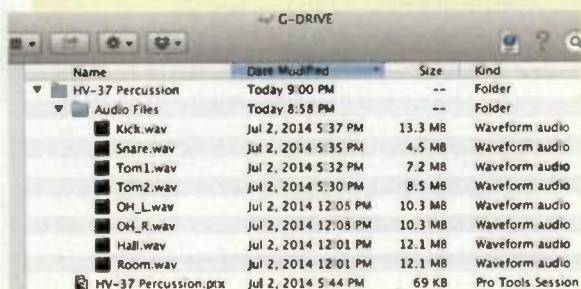 G-DRIVE
Name Date Modified Size Kind
HV-37 Percussion Today 9:00 PM -- Folder
Audio Files Today 8:58 PM -- Folder
Kick.wav Jul 2, 2014 5:37 PM 13.3 MB Waveform audio
Snare.wav Jul 2, 2014 5:35 PM 4.5 MB Waveform audio
Tom1.wav Jul 2, 2014 5:32 PM 7.2 MB Waveform audio
Tom2.wav Jul 2, 2014 5:30 PM 8.5 MB Waveform audio
OH_L.wav Jul 2, 2014 12:08 PM 10.3 MB Waveform audio
OH_R.wav Jul 2, 2014 12:08 PM 10.3 MB Waveform audio
Hall.wav Jul 2, 2014 12:01 PM 12.1 MB Waveform audio
Room.wav Jul 2, 2014 12:01 PM 12.1 MB Waveform audio
HV-37 Percussion.ptx Jul 2, 2014 5:44 PM 69 KB Pro Tools Session